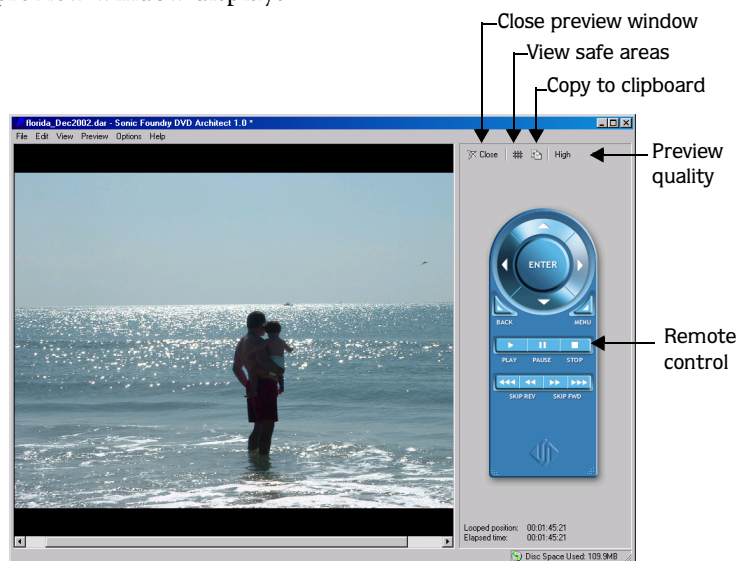 Close preview window
View safe areas
Copy to clipboard
florida_Dec2002.dar - Sonic Foundry DVD Architect 1.0 *
File Edit View Preview Options Help
Close High
Preview
quality
ENTER
BACK MENU
PLAY PAUSE STOP
SKIP REV SKIP FWD
Remote
control
Looped position: 00:01:45:21
Elapsed time: 00:01:45:21
Disc Space Used: 109.9MB